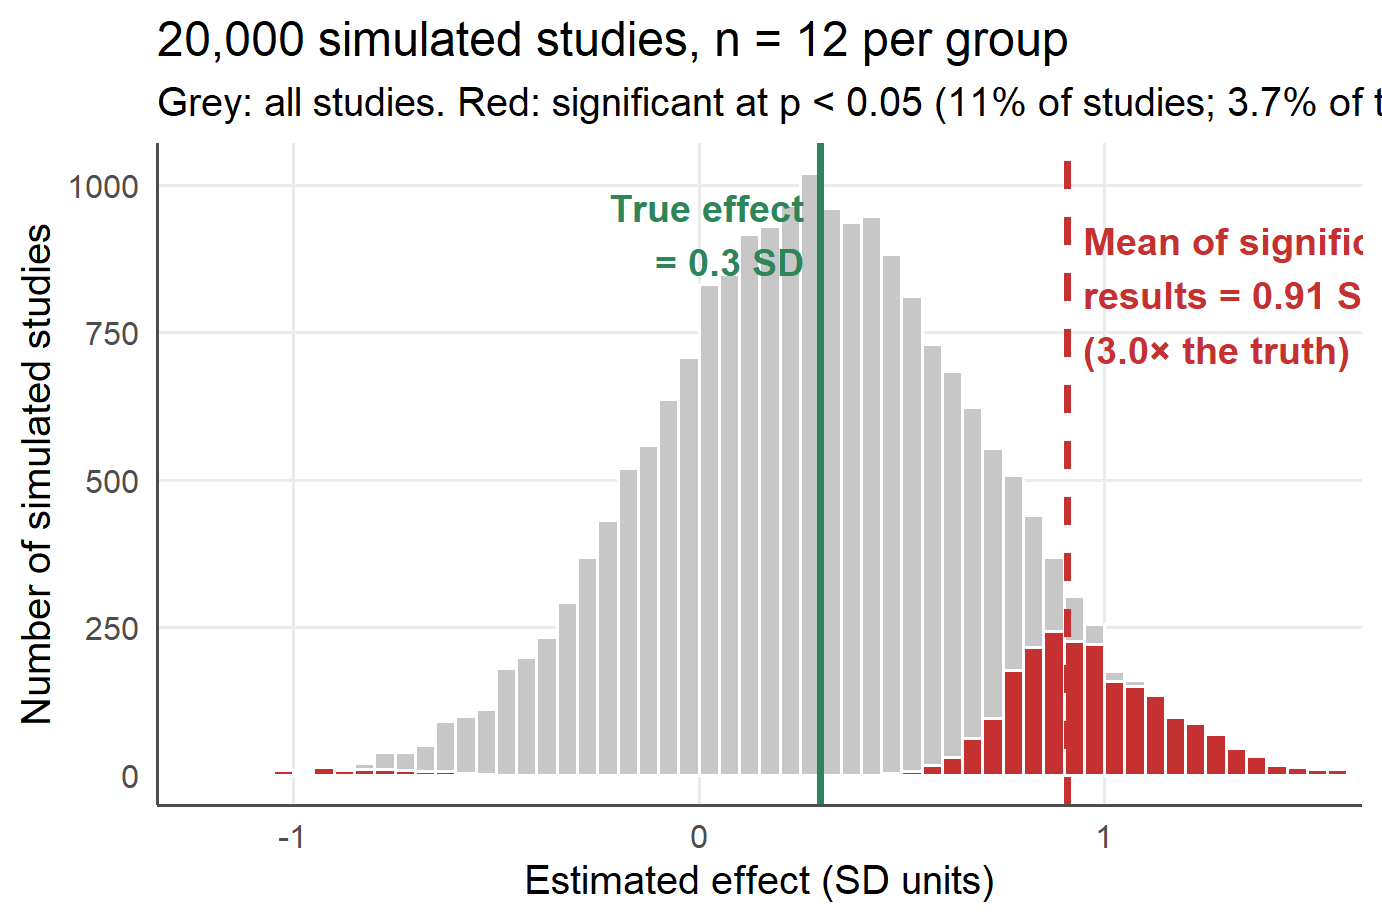 20,000 simulated studies, n = 12 per group
Grey: all studies. Red: significant at p < 0.05 (11% of studies; 3.7% of
True effect
= 0.3 SD
Mean of
results = 0.91
(3.0× the truth)
Number of simulated studies
1000
750
500
250
0
-1
0
1
Estimated effect (SD units)